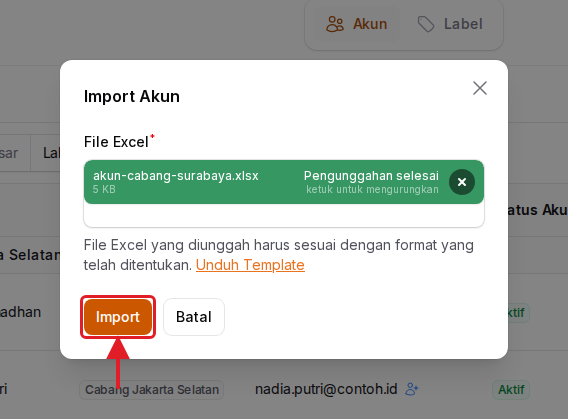 Akun Label
Import Akun
sar
File Excel*
akun-cabang-surabaya.xlsx Pengunggahan selesai
5 KB ketuk untuk mengurungkan
atus Aku
File Excel yang diunggah harus sesuai dengan format yang
a Selatan
telah ditentukan. Unduh Template
adhan Import Batal ktif
ri Cabang Jakarta Selatan nadia.putri@contoh.id Aktif